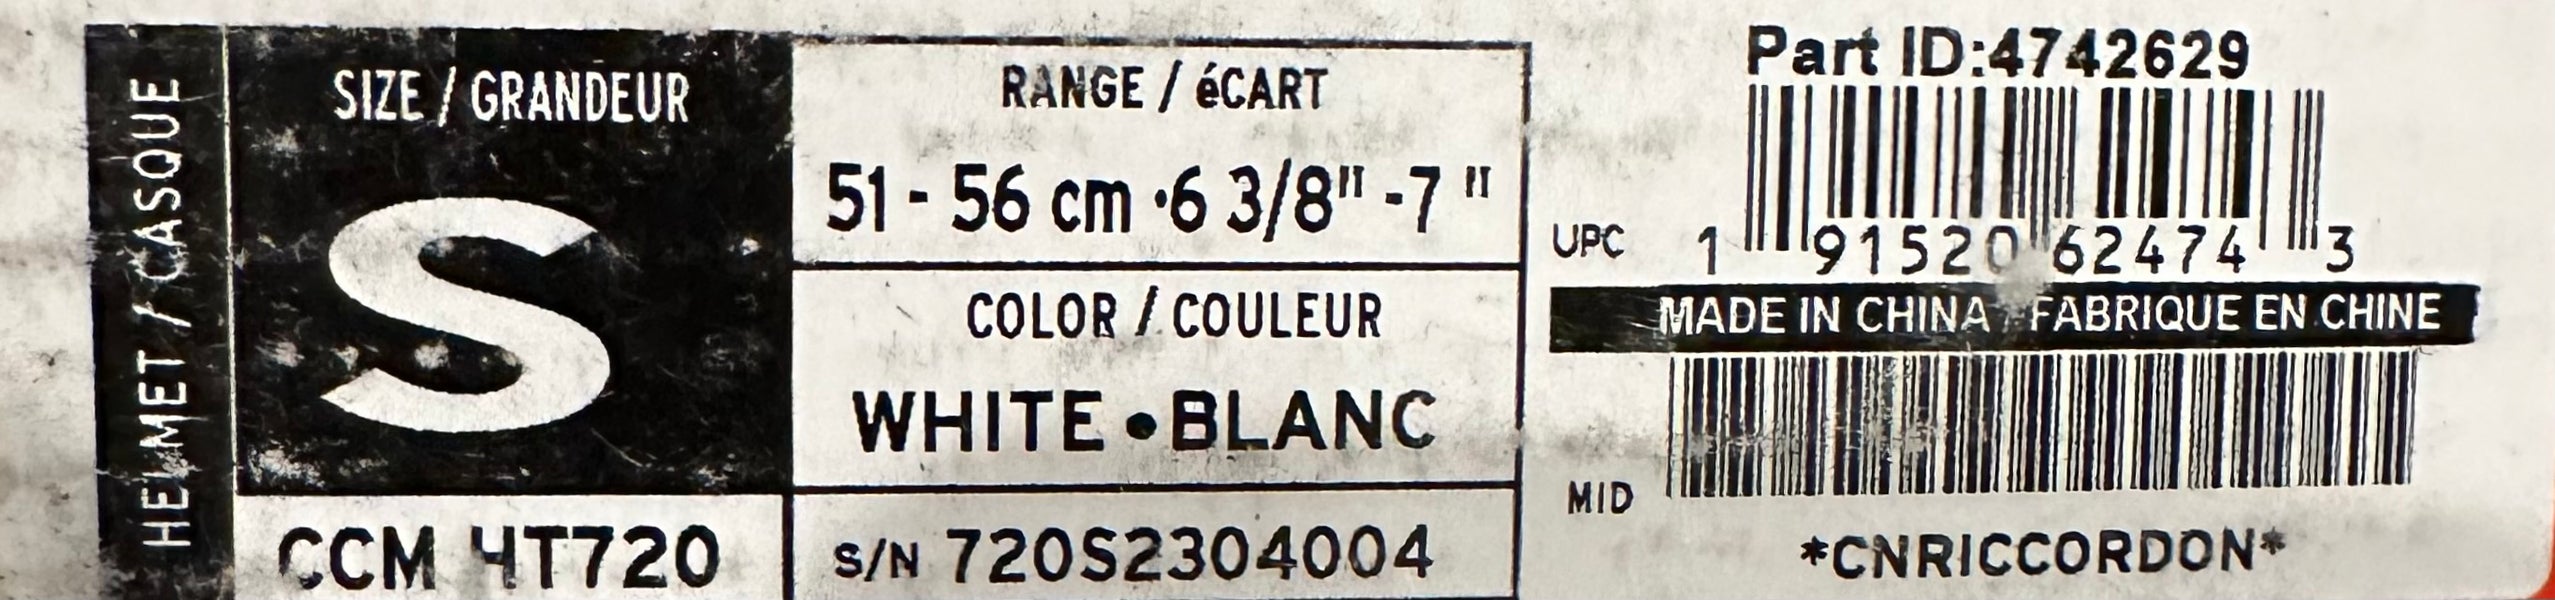 HELMET / CASQUE
SIZE / GRANDEUR
S
CCM HT720
RANGE / éCART
51 - 56 cm ·6 3/8" -7 "
COLOR / COULEUR
WHITE • BLANC
S/N 720S2304004
Part ID:4742629
UPC 1 91520 62474 3
MADE IN CHINA FABRIQUE EN CHINE
MID
*CNRICCORDON*